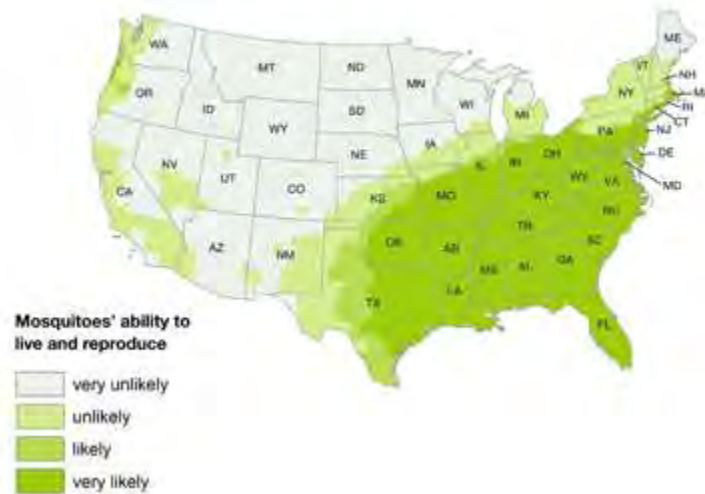 ME
WA
MT
ND
MN
VT
NH
MA
OR
ID
SD
WI
NY
RI
MI
CT
WY
PA
NJ
IA
NE
DE
NV
UT
IL
IN
OH
CO
WV
MD
CA
KS
MO
VA
KY
NC
TN
AZ
NM
OK
AR
SC
MS
AL
GA
TX
LA
FL
Mosquitoes' ability to
live and reproduce
very unlikely
unlikely
likely
very likely